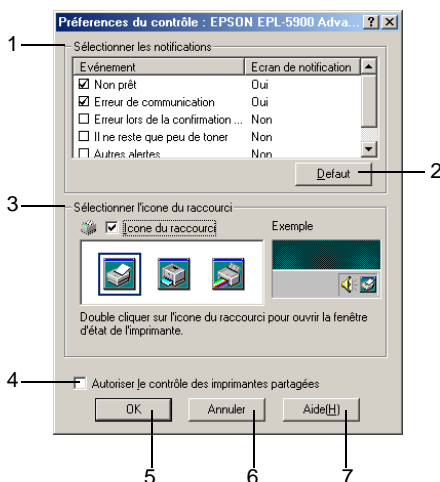 Préferences du contrôle : EPSON EPL-5900 Adva...
1
Sélectionner les notifications
Evénement Ecran de notification
Non prêt Oui
Erreur de communication Oui
Erreur lors de la confirmation ... Non
Il ne reste que peu de toner Non
Autres alertes Non
Defaut
2
3
Sélectionner l'icone du raccourci
Icone du raccourci
Exemple
Double cliquer sur l'icone du raccourci pour ouvrir la fenêtre
d'état de l'imprimante.
4
Autoriser le contrôle des imprimantes partagées
OK Annuler Aide(H)
5 6 7